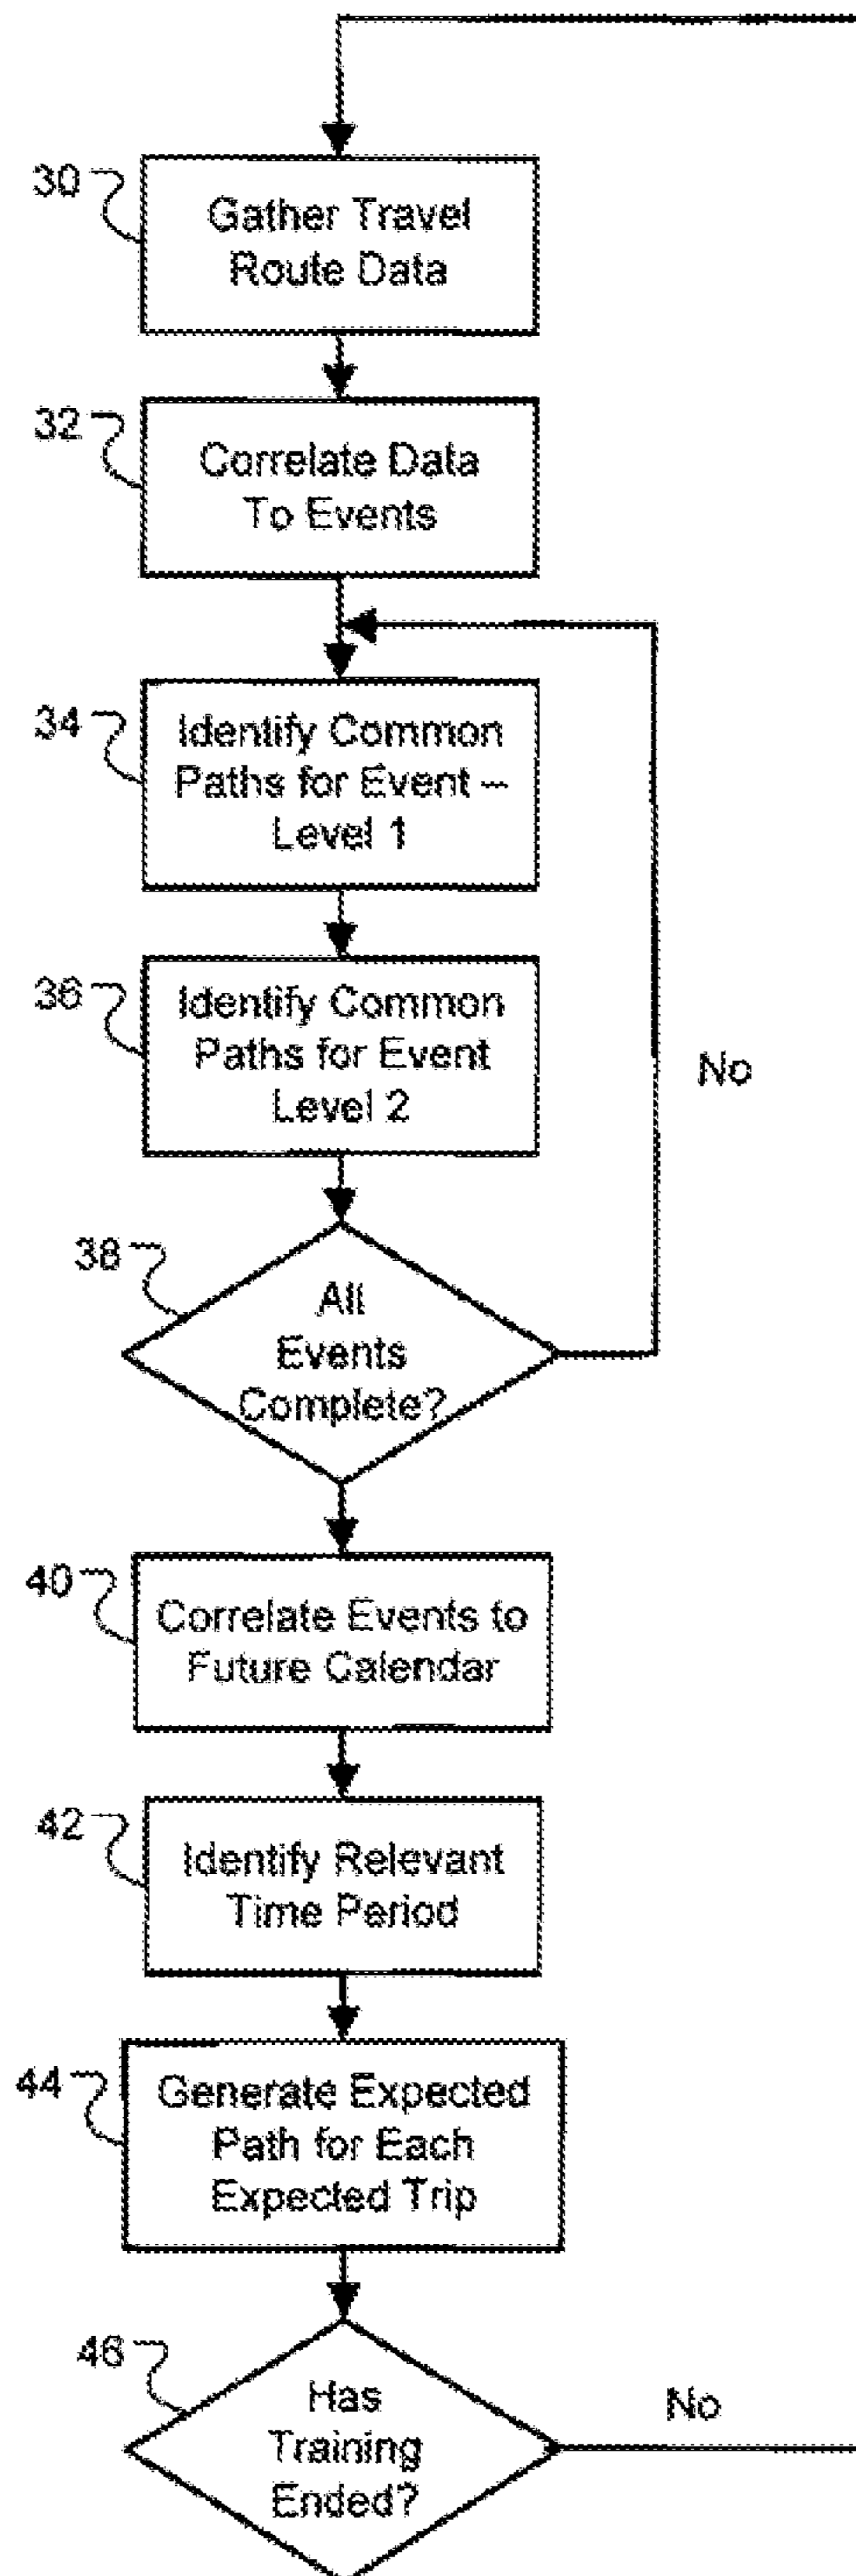 30
Gather Travel
Route Data
32
Correlate Data
To Events
34
Identify Common
Paths for Event –
Level 1
36
Identify Common
Paths for Event
Level 2
No
38
All
Events
Complete?
40
Correlate Events to
Future Calendar
42
Identify Relevant
Time Period
44
Generate Expected
Path for Each
Expected Trip
46
Has
Training
Ended?
No